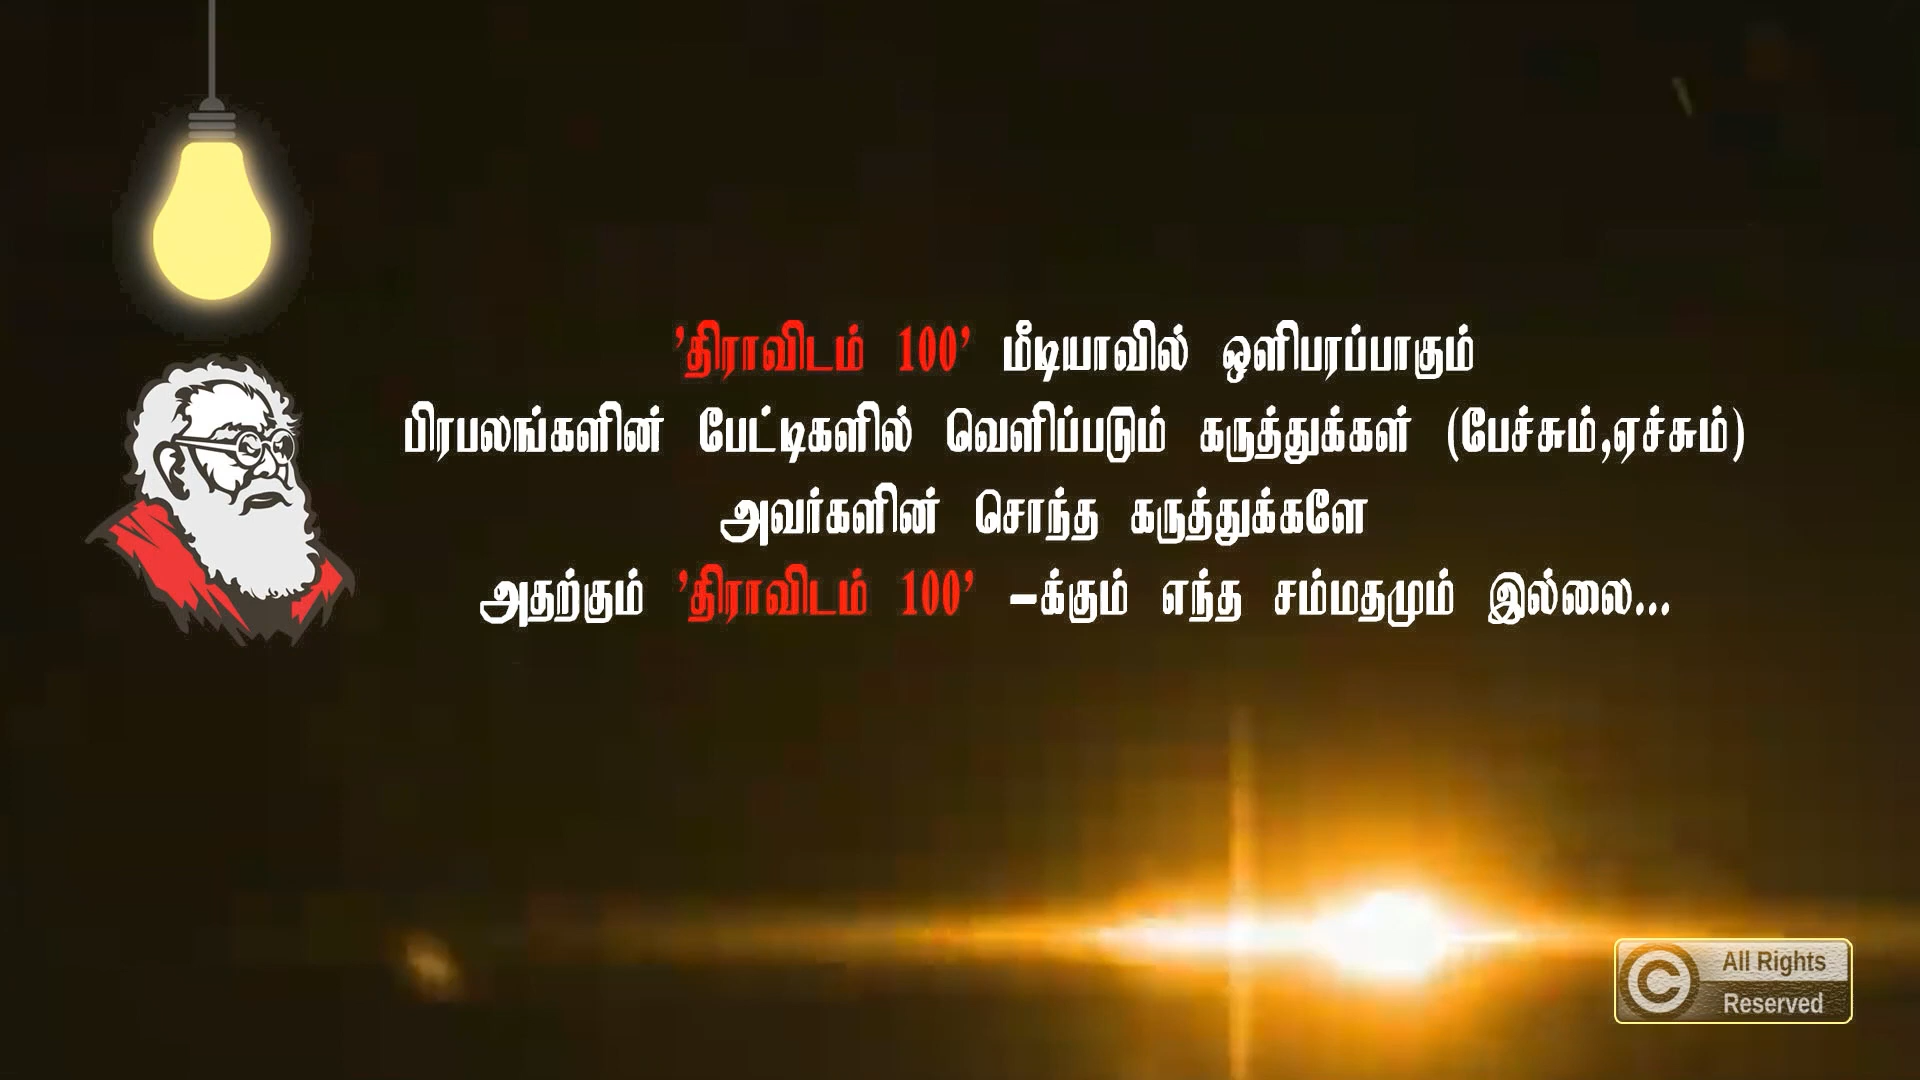 'திராவிடம் 100' மீடியாவில் ஒளிபரப்பாகும்
பிரபலங்களின் பேட்டிகளில் வெளிப்படும் கருத்துக்கள் (பேச்சும்,ஏச்சும்)
அவர்களின் சொந்த கருத்துக்களே
அதற்கும் 'திராவிடம் 100' -க்கும் எந்த சம்மதமும் இல்லை...
© All Rights
Reserved